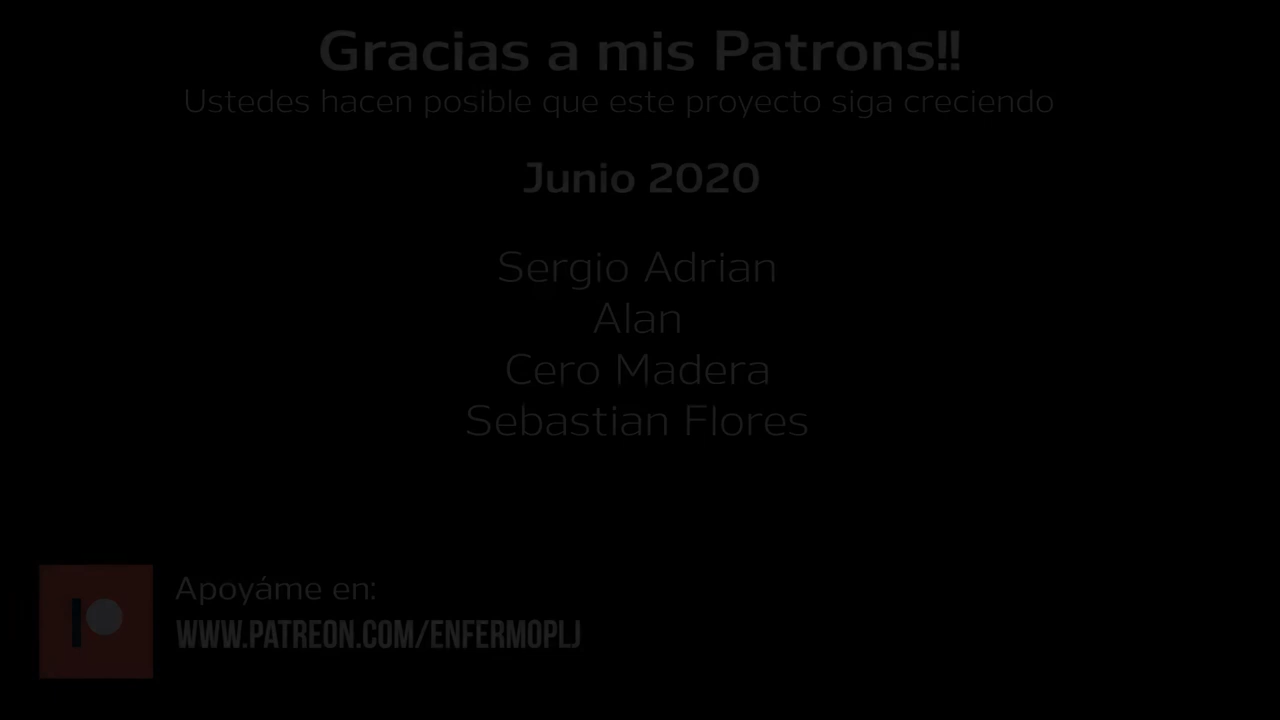 Gracias a mis Patrons!!
Ustedes hacen posible que este proyecto siga creciendo
Junio 2020
Sergio Adrian
Alan
Cero Madera
Sebastian Flores
Apoyáme en:
WWW.PATREON.COM/ENFERMOPLJ